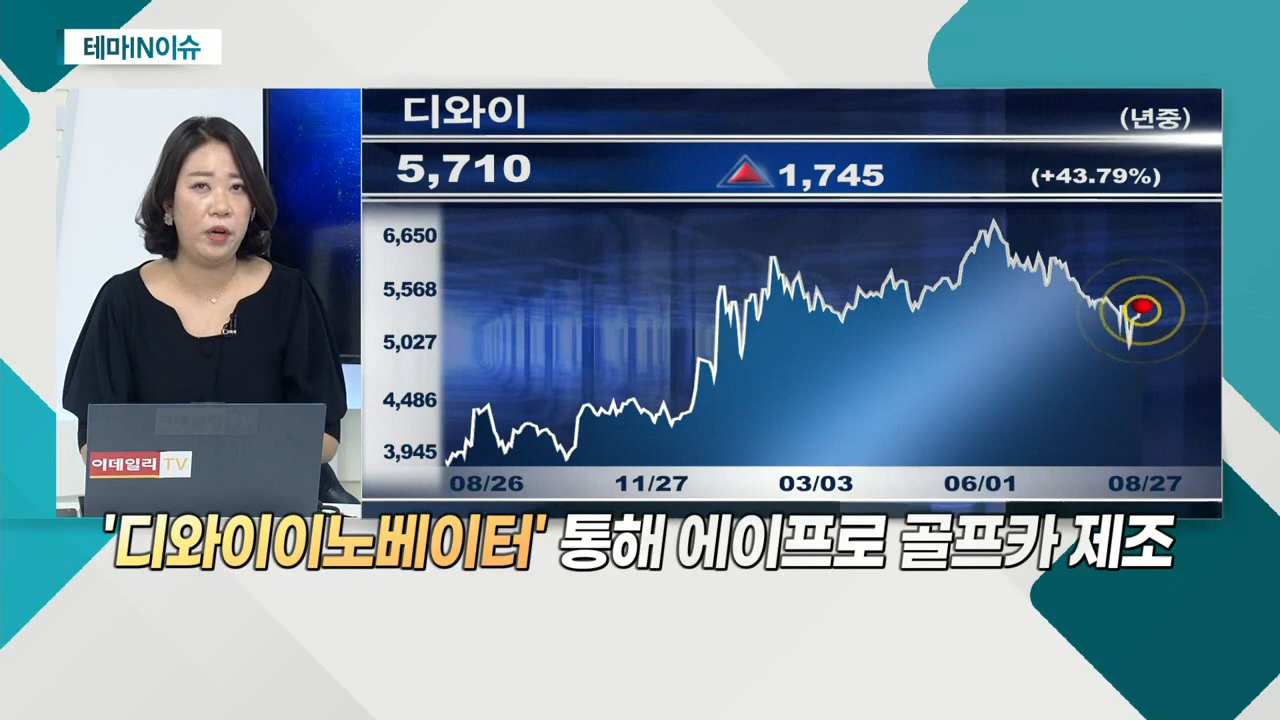 테마IN이슈
디와이
(년중)
5,710
1,745
(+43.79%)
6,650
5,568
5,027
4,486
3,945
08/26
11/27
03/03
06/01
08/27
이데일리TV
'디와이이노베이터' 통해 에이프로 골프카 제조